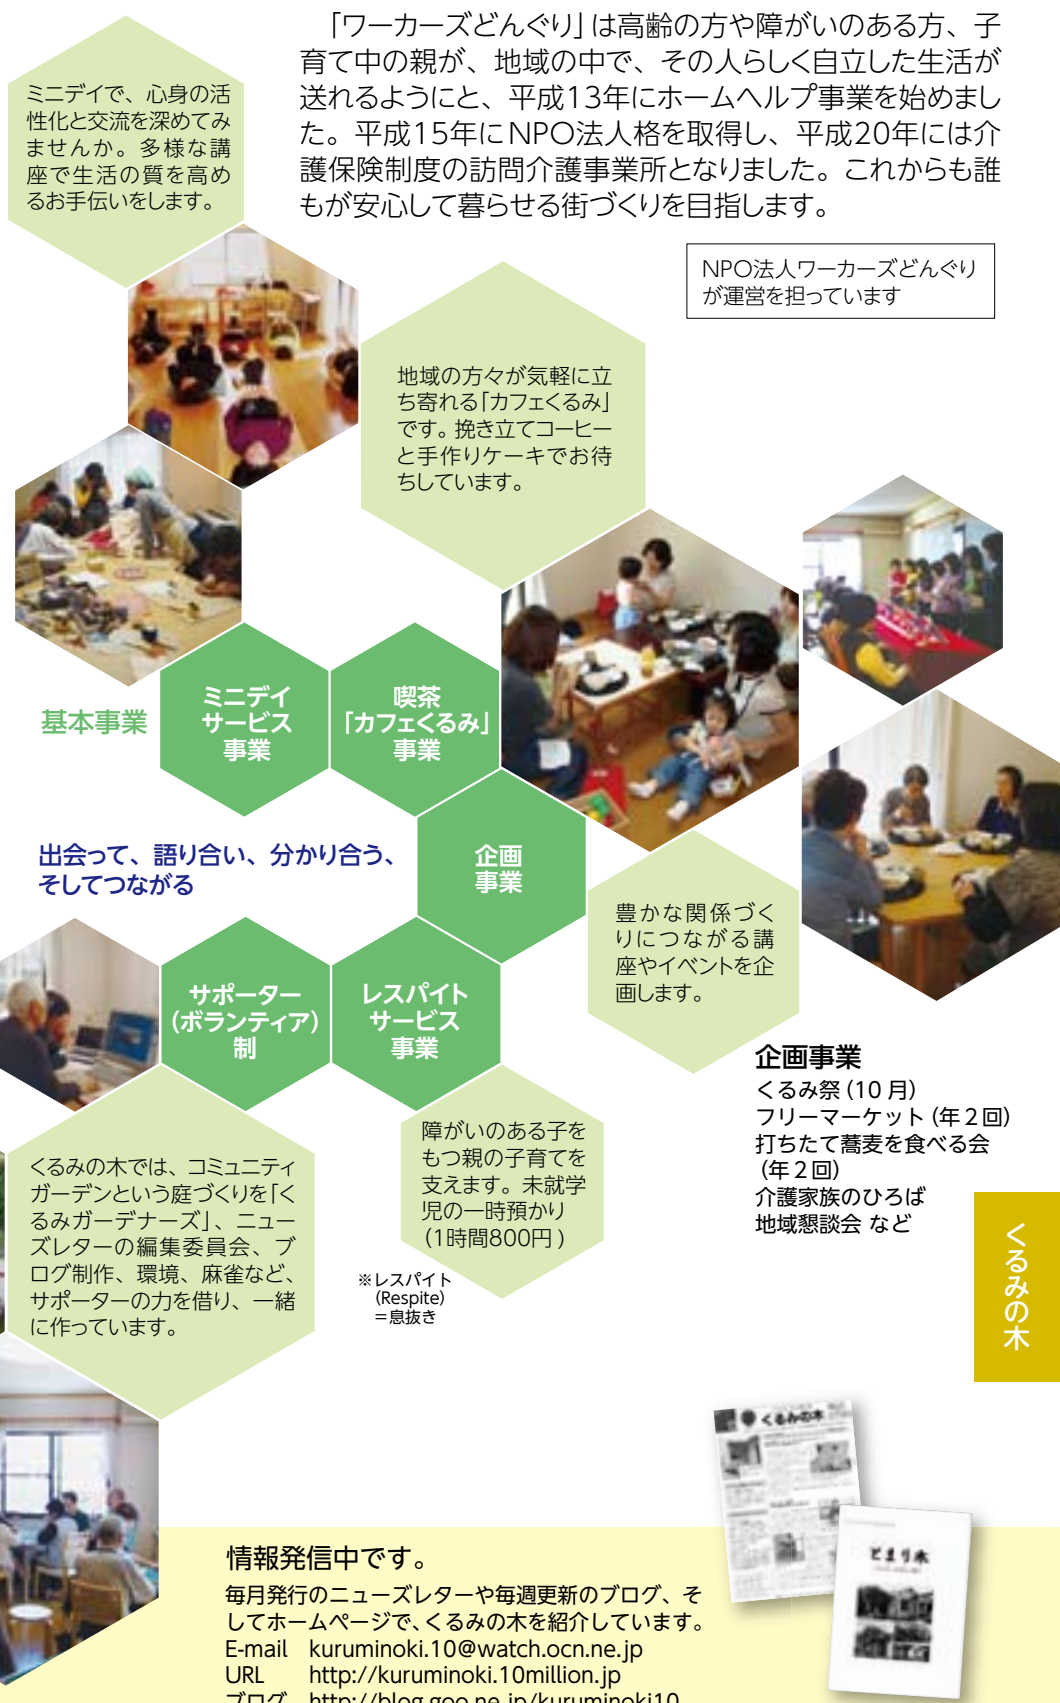 「ワーカーズどんぐり」は高齢の方や障がいのある方、子
育て中の親が、地域の中で、その人らしく自立した生活が
送れるようにと、平成13年にホームヘルプ事業を始めまし
た。平成15年にNPO法人格を取得し、平成20年には介
護保険制度の訪問介護事業所となりました。これからも誰
もが安心して暮らせる街づくりを目指します。
NPO法人ワーカーズどんぐり
が運営を担っています
ミニデイで、心身の活
性化と交流を深めてみ
ませんか。多様な講
座で生活の質を高め
るお手伝いをします。
地域の方々が気軽に立
ち寄れる「カフェくるみ」
です。挽き立てコーヒー
と手作りケーキでお待
ちしています。
基本事業
ミニデイ
サービス
事業
喫茶
「カフェくるみ」
事業
出会って、語り合い、分かり合う、
そしてつながる
企画
事業
豊かな関係づく
りにつながる講
座やイベントを企
画します。
サポーター
(ボランティア)
制
レスパイト
サービス
事業
企画事業
くるみ祭(10月)
フリーマーケット(年2回)
打ちたて蕎麦を食べる会
(年2回)
介護家族のひろば
地域懇談会 など
障がいのある子を
もつ親の子育てを
支えます。未就学
児の一時預かり
(1時間800円)
※レスパイト
(Respite)
=息抜き
くるみの木では、コミュニティ
ガーデンという庭づくりを「く
るみガーデナーズ」、ニュー
ズレターの編集委員会、ブ
ログ制作、環境、麻雀など、
サポーターの力を借り、一緒
に作っています。
くるみの木
くるみの木
とまり木
情報発信中です。
毎月発行のニューズレターや毎週更新のブログ、そ
してホームページで、くるみの木を紹介しています。
E-mail kuruminoki.10@watch.ocn.ne.jp
URL http://kuruminoki.10million.jp
ブログ http://blog.goo.ne.jp/kuruminoki10